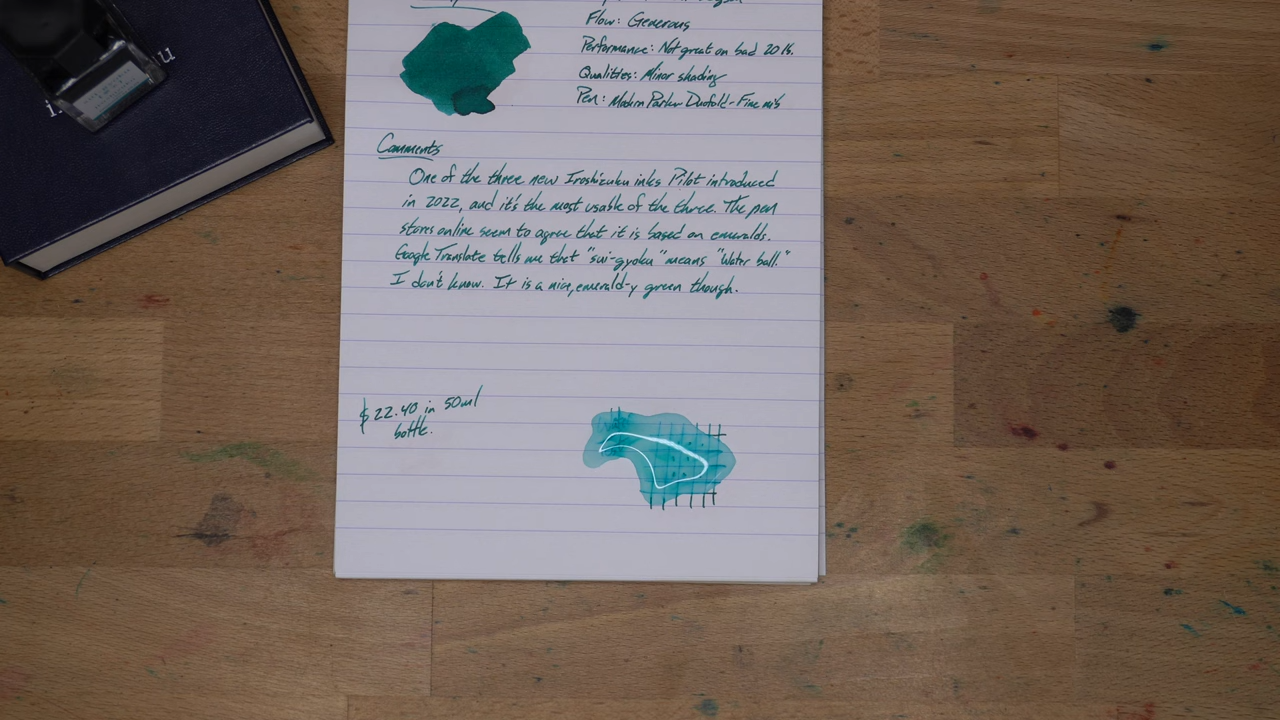 Flow: Generous
Performance: Not great on bad 20 lb.
Qualities: Minor shading
Pen: Modern Parker Duofold - Fine nib
Comments
One of the three new Iroshizuku inks Pilot introduced
in 2022, and it's the most usable of the three. The pen
stores online seem to agree that it is based on emeralds.
Google Translate tells me that "sui-gyoku" means "Water ball."
I don't know. It is a nice, emerald-y green though.
$22.40 in 50ml
bottle.